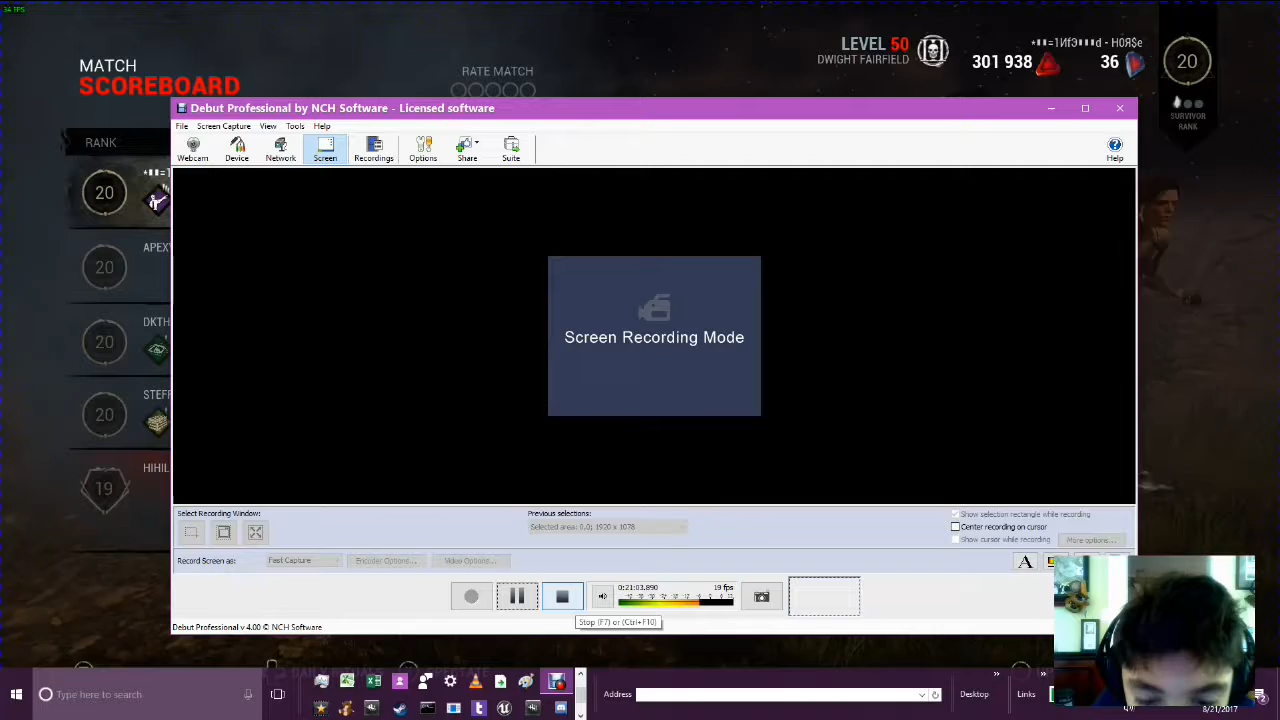 34 FPS
MATCH
SCOREBOARD
RATE MATCH
LEVEL 50
DWIGHT FAIRFIELD
301 938
36
20
SURVIVOR
RANK
RANK
20
20
APEX
20
DKTH
20
STEFF
19
HIHIL
Debut Professional by NCH Software - Licensed software
File Screen Capture View Tools Help
Webcam Device Network Screen Recordings Options Share Suite Help
Screen Recording Mode
Select Recording Window:
Previous selections:
Selected area: 0,0; 1920 x 1078
Show selection rectangle while recording
Center recording on cursor
Show cursor while recording
More options...
Record Screen as: Fast Capture Encoder Options... Video Options...
A
0:21:03.890 19 fps
Stop (F7) or (Ctrl+F10)
Debut Professional v 4.00 © NCH Software
Type here to search
Address
Desktop
Links
8/21/2017